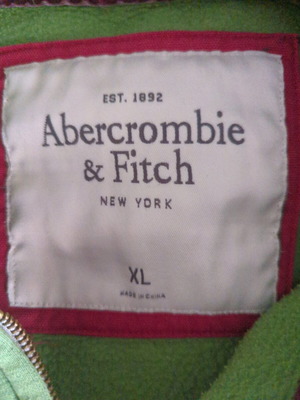 EST. 1892
Abercrombie
& Fitch
NEW YORK
XL
MADE IN CHINA